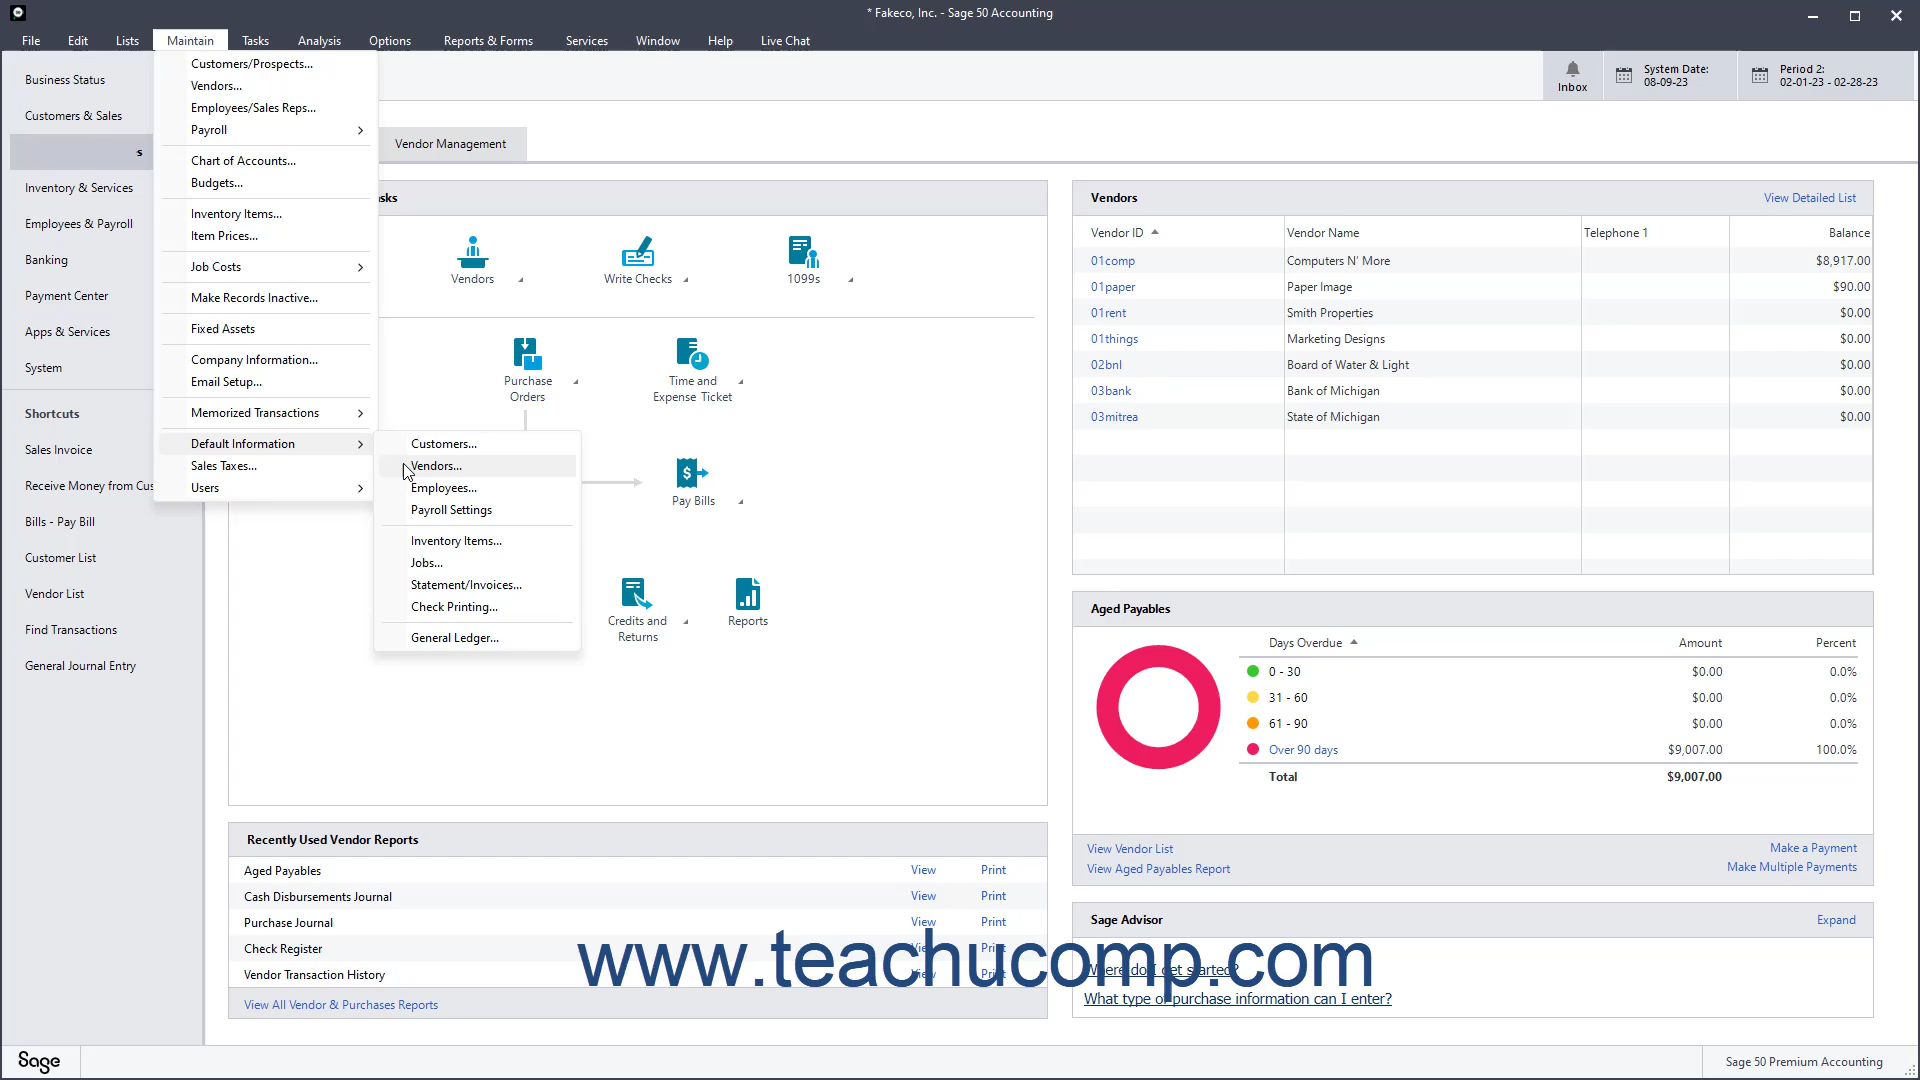 * Fakeco, Inc. - Sage 50 Accounting
File Edit Lists Maintain Tasks Analysis Options Reports & Forms Services Window Help Live Chat
Business Status
Customers & Sales
s
Inventory & Services
Employees & Payroll
Banking
Payment Center
Apps & Services
System
Shortcuts
Sales Invoice
Receive Money from Cus
Bills - Pay Bill
Customer List
Vendor List
Find Transactions
General Journal Entry
Customers/Prospects...
Vendors...
Employees/Sales Reps...
Payroll
Chart of Accounts...
Budgets...
Inventory Items...
Item Prices...
Job Costs
Make Records Inactive...
Fixed Assets
Company Information...
Email Setup...
Memorized Transactions
Default Information
Sales Taxes...
Users
Customers...
Vendors...
Employees...
Payroll Settings
Inventory Items...
Jobs...
Statement/Invoices...
Check Printing...
General Ledger...
Inbox
System Date:
08-09-23
Period 2:
02-01-23 - 02-28-23
Vendor Management
sks
Vendors
Write Checks
1099s
Purchase
Orders
Time and
Expense Ticket
Pay Bills
Credits and
Returns
Reports
Vendors View Detailed List
Vendor ID Vendor Name Telephone 1 Balance
01comp Computers N' More $8,917.00
01paper Paper Image $90.00
01rent Smith Properties $0.00
01things Marketing Designs $0.00
02bnl Board of Water & Light $0.00
03bank Bank of Michigan $0.00
03mitrea State of Michigan $0.00
Aged Payables
Days Overdue Amount Percent
0 - 30 $0.00 0.0%
31 - 60 $0.00 0.0%
61 - 90 $0.00 0.0%
Over 90 days $9,007.00 100.0%
Total $9,007.00
View Vendor List Make a Payment
View Aged Payables Report Make Multiple Payments
Recently Used Vendor Reports
Aged Payables View Print
Cash Disbursements Journal View Print
Purchase Journal View Print
Check Register View Print
Vendor Transaction History View Print
View All Vendor & Purchases Reports
Sage Advisor Expand
Where do I get started?
What type of purchase information can I enter?
www.teachucomp.com
Sage
Sage 50 Premium Accounting